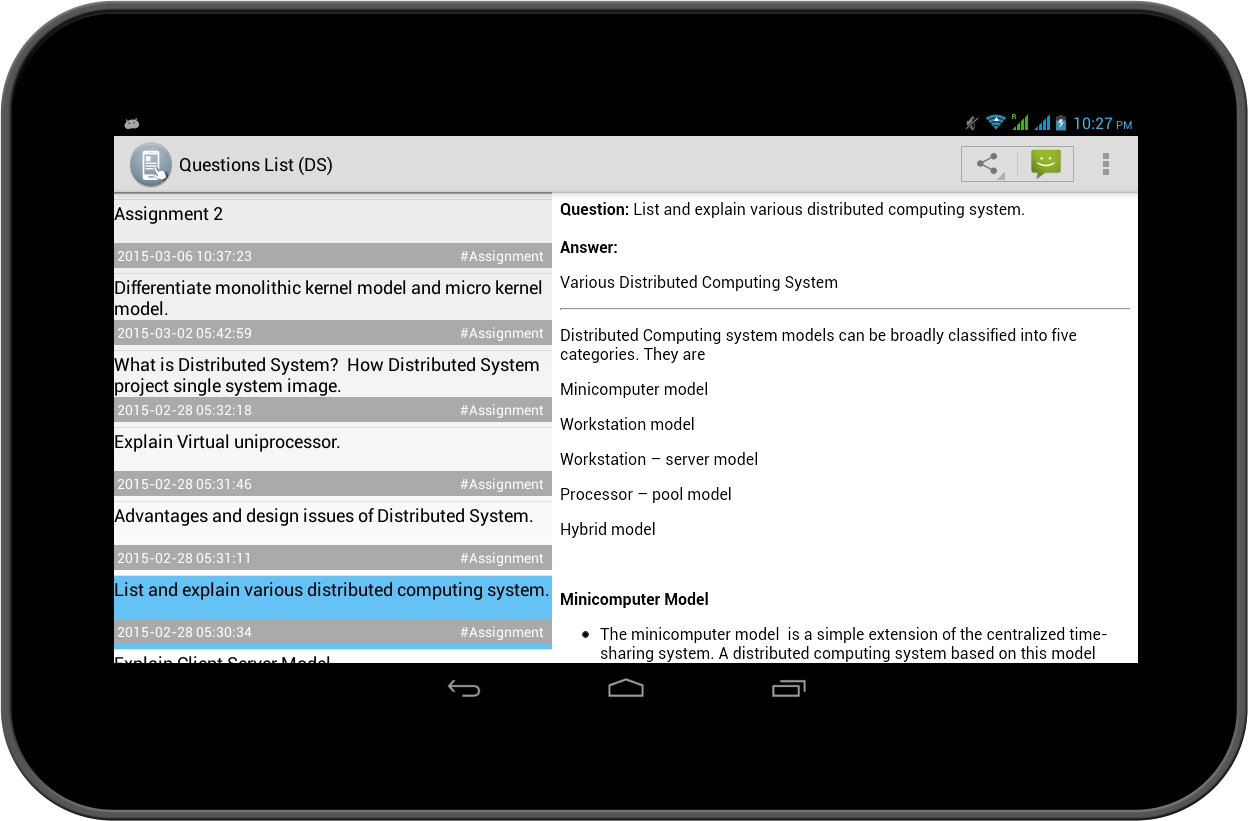 R
10:27 PM
Questions List (DS)
Assignment 2
2015-03-06 10:37:23 #Assignment
Differentiate monolithic kernel model and micro kernel
model.
2015-03-02 05:42:59 #Assignment
What is Distributed System?  How Distributed System
project single system image.
2015-02-28 05:32:18 #Assignment
Explain Virtual uniprocessor.
2015-02-28 05:31:46 #Assignment
Advantages and design issues of Distributed System.
2015-02-28 05:31:11 #Assignment
List and explain various distributed computing system.
2015-02-28 05:30:34 #Assignment
Explain Client Server Model
Question: List and explain various distributed computing system.
Answer:
Various Distributed Computing System
Distributed Computing system models can be broadly classified into five
categories. They are
Minicomputer model
Workstation model
Workstation – server model
Processor – pool model
Hybrid model
Minicomputer Model
• The minicomputer model  is a simple extension of the centralized time-
sharing system. A distributed computing system based on this model